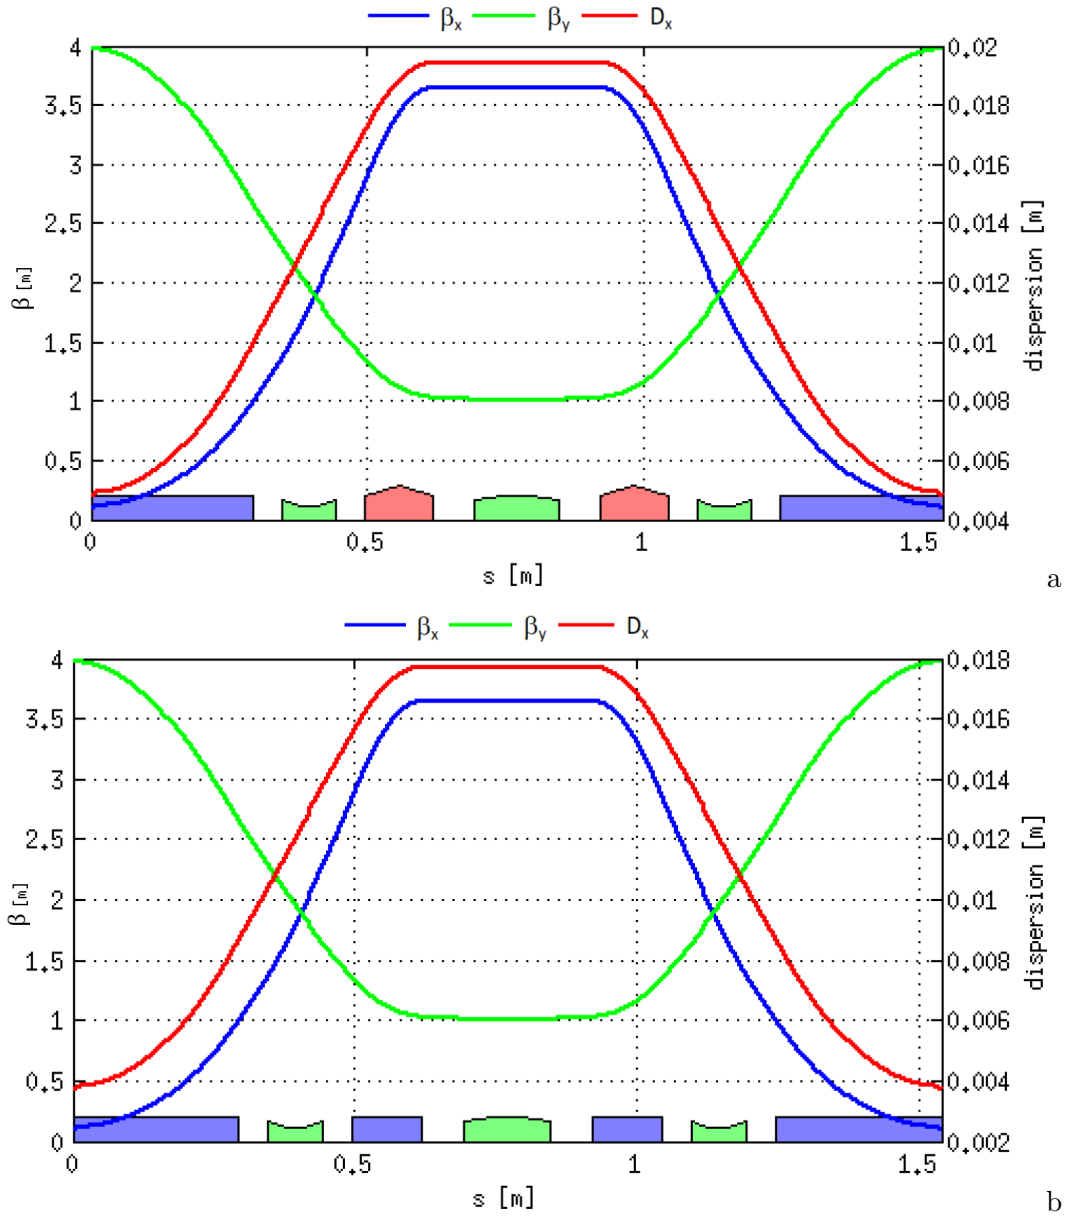 βx βy Dx
4 0.02
3.5 0.018
3 0.016
2.5 0.014
2 0.012
1.5 0.01
1 0.008
0.5 0.006
0 0.004
0 0.5 1 1.5
β [m]
dispersion [m]
s [m]
a
βx βy Dx
4 0.018
3.5 0.016
3 0.014
2.5 0.012
2 0.01
1.5 0.008
1 0.006
0.5 0.004
0 0.002
0 0.5 1 1.5
β [m]
dispersion [m]
s [m]
b